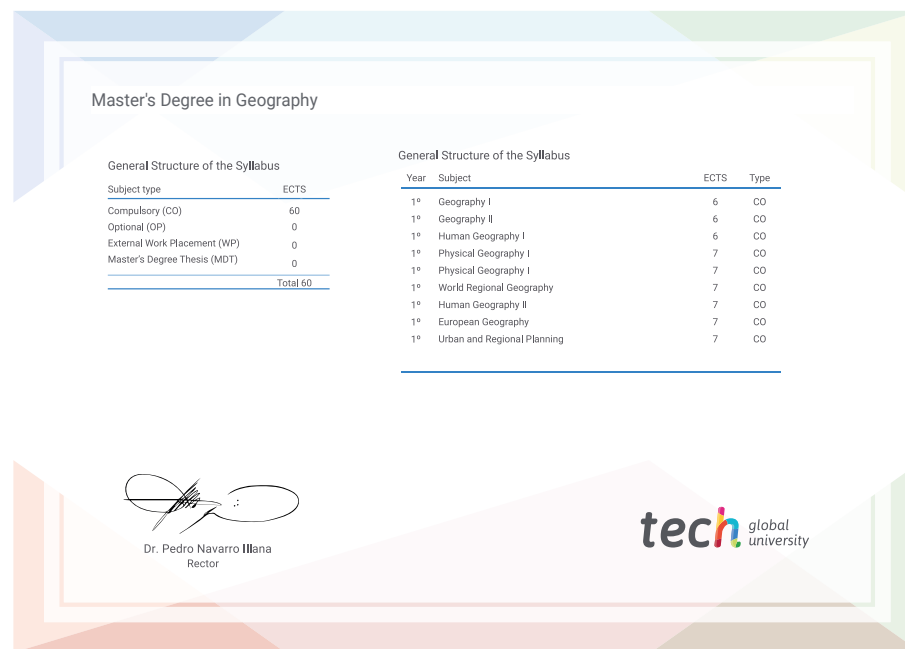 Master's Degree in Geography
General Structure of the Syllabus
Subject type ECTS
Compulsory (CO) 60
Optional (OP) 0
External Work Placement (WP) 0
Master's Degree Thesis (MDT) 0
Total 60
General Structure of the Syllabus
Year Subject ECTS Type
1º Geography I 6 CO
1º Geography II 6 CO
1º Human Geography I 6 CO
1º Physical Geography I 7 CO
1º Physical Geography I 7 CO
1º World Regional Geography 7 CO
1º Human Geography II 7 CO
1º European Geography 7 CO
1º Urban and Regional Planning 7 CO
Dr. Pedro Navarro Illana
Rector
tech global
university